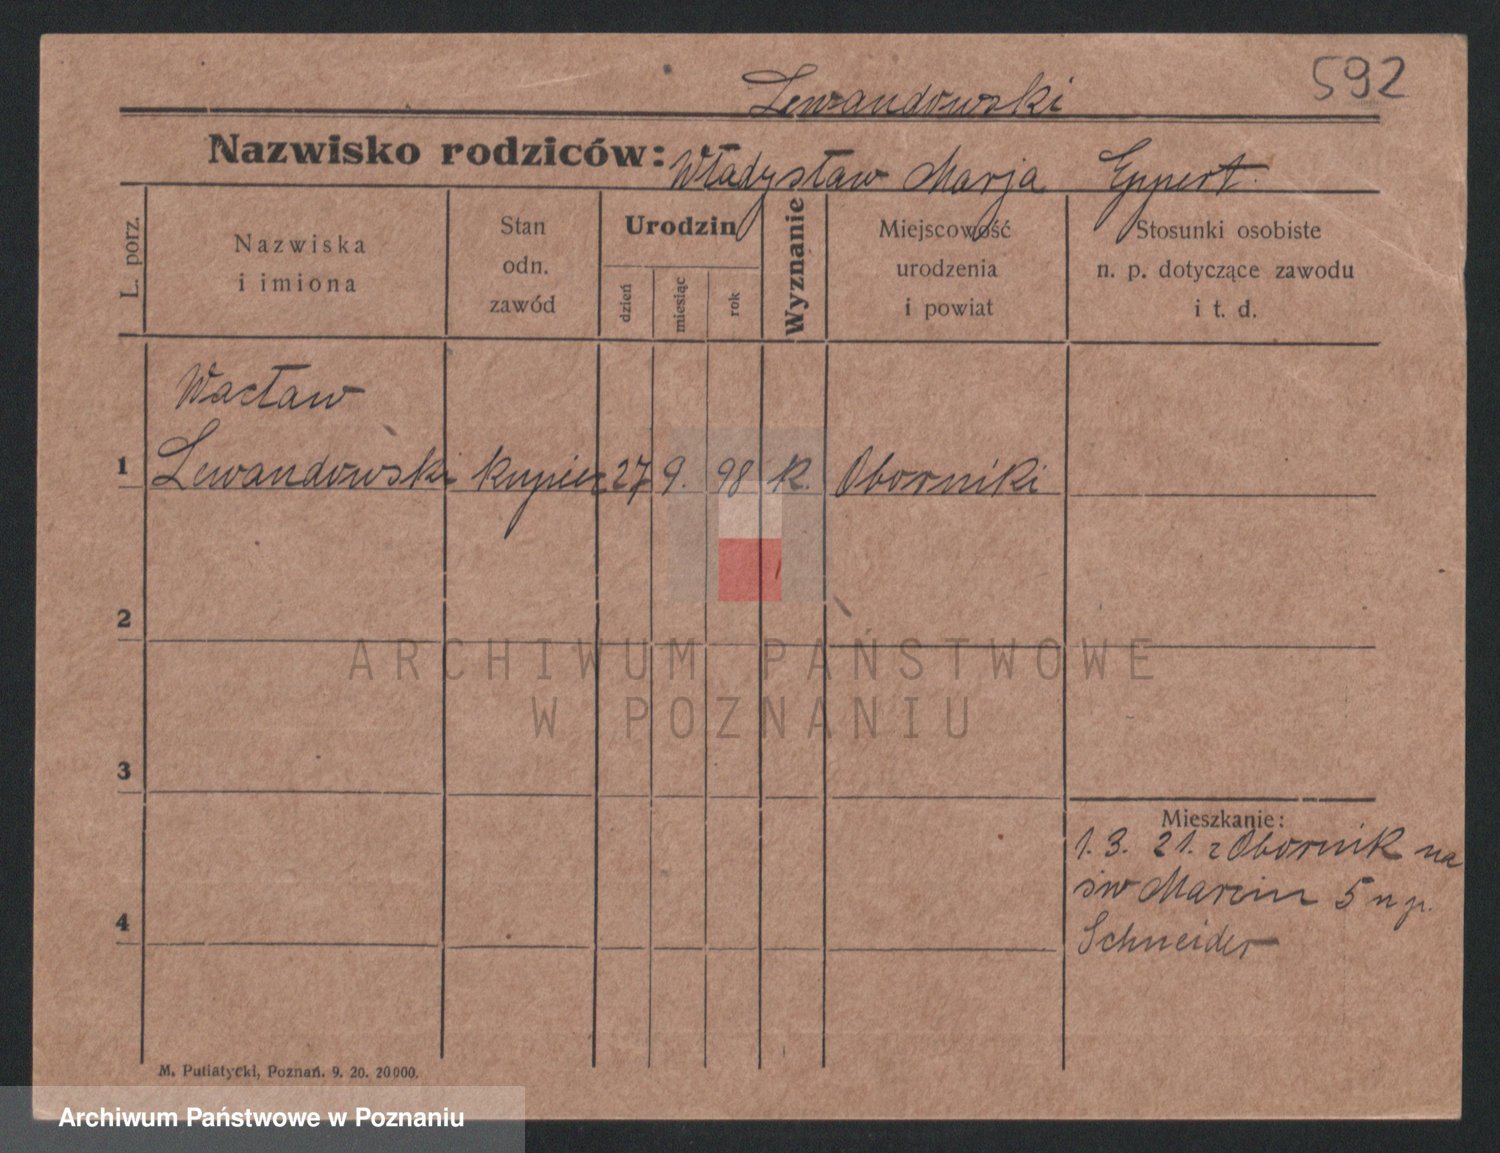 592
Lewandowski
Nazwisko rodziców: Władysław Marja Eppert.
L. porz.
Nazwiska
i imiona
Stan
odn.
zawód
Urodzin
dzień
miesiąc
rok
Wyznanie
Miejscowość
urodzenia
i powiat
Stosunki osobiste
n. p. dotyczące zawodu
i t. d.
Wacław
1 Lewandowski kupiec 27 9. 98 k. Oborniki
2
ARCHIWUM PAŃSTWOWE
W POZNANIU
3
Mieszkanie:
1. 3. 21. z Obornik na
św Marcin 5 n p.
4
Schneider
M. Putiatycki, Poznań. 9. 20. 20000.
Archiwum Państwowe w Poznaniu